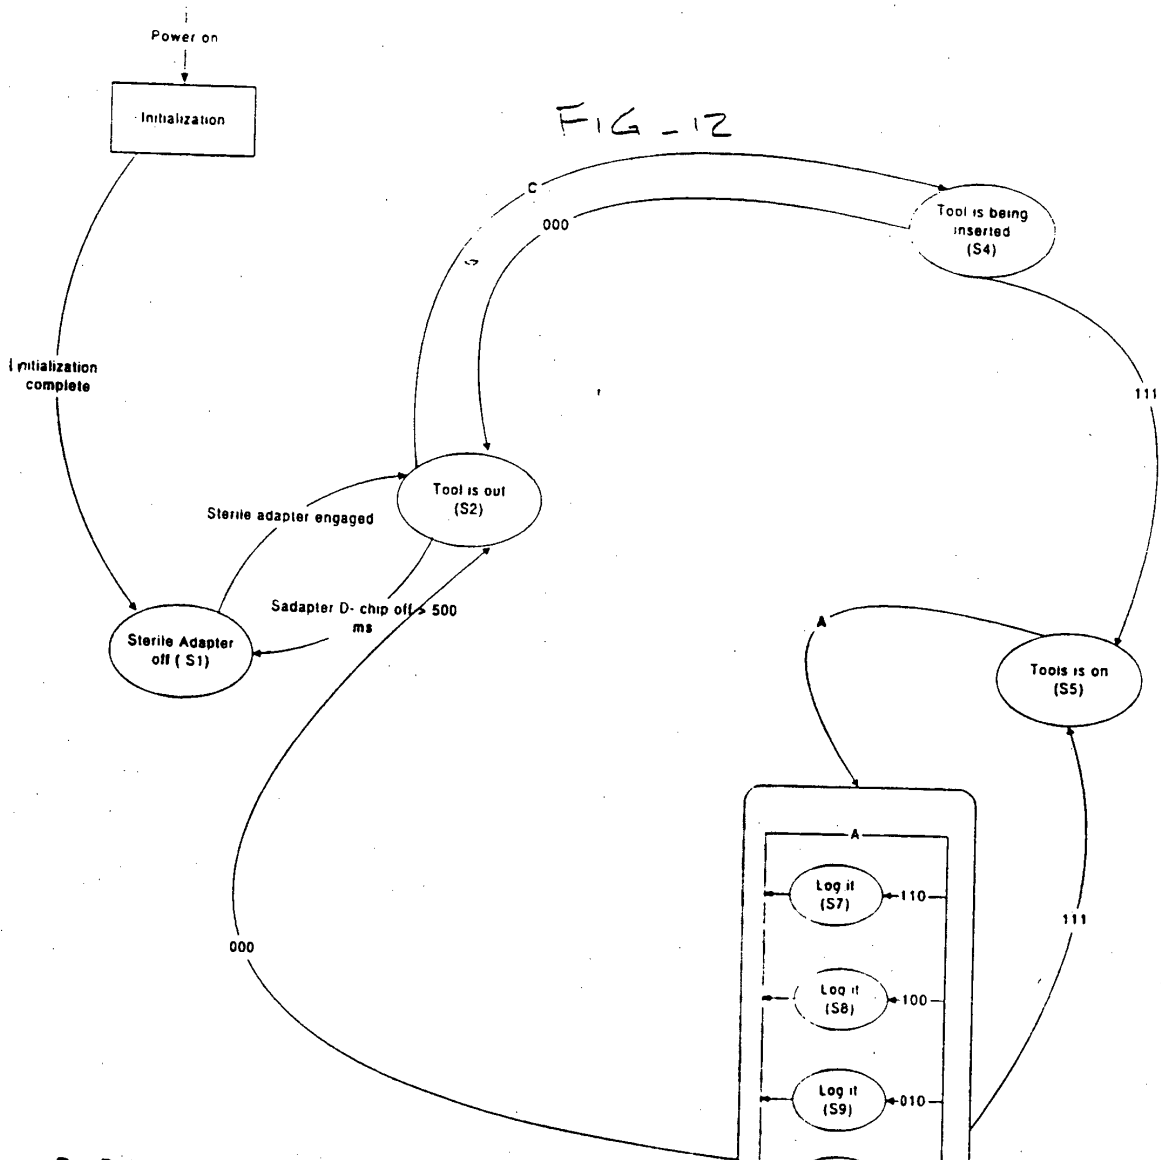 Power on
Initialization
FIG_12
C
000
Tool is being
inserted
(S4)
Initialization
complete
111
Tool is out
(S2)
Sterile adapter engaged
Sadapter D- chip off > 500
ms
Sterile Adapter
off ( S1)
A
Tools is on
(S5)
A
Log it
(S7)
110
000
111
Log it
(S8)
100
Log it
(S9)
010